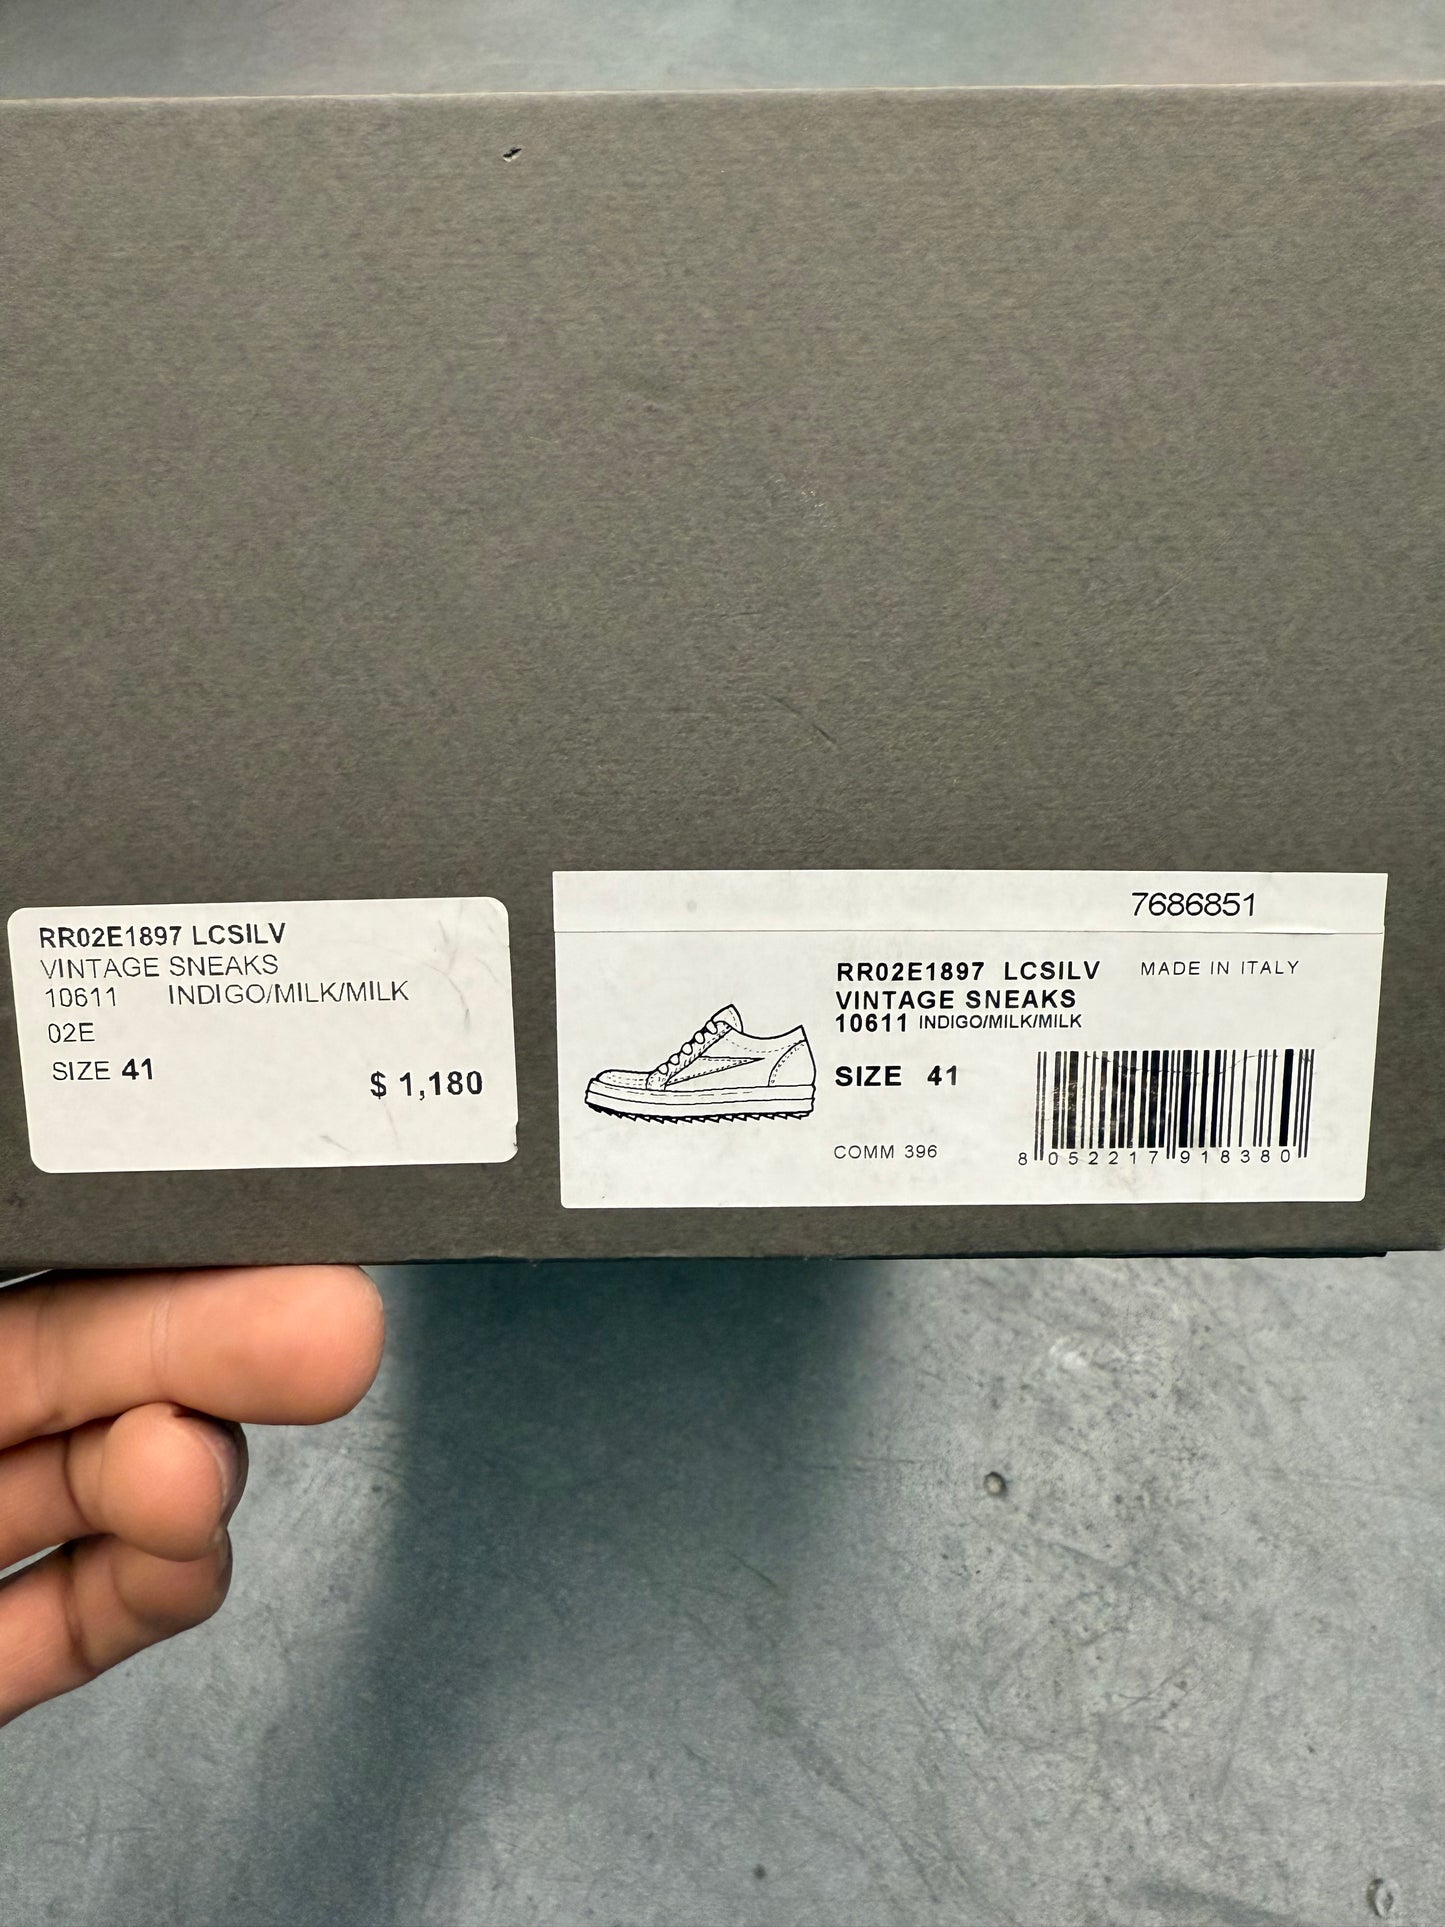 RR02E1897 LCSILV
VINTAGE SNEAKS
10611 INDIGO/MILK/MILK
02E
SIZE 41
$ 1,180
7686851
RR02E1897 LCSILV MADE IN ITALY
VINTAGE SNEAKS
10611 INDIGO/MILK/MILK
SIZE 41
COMM 396
8 052217 918380